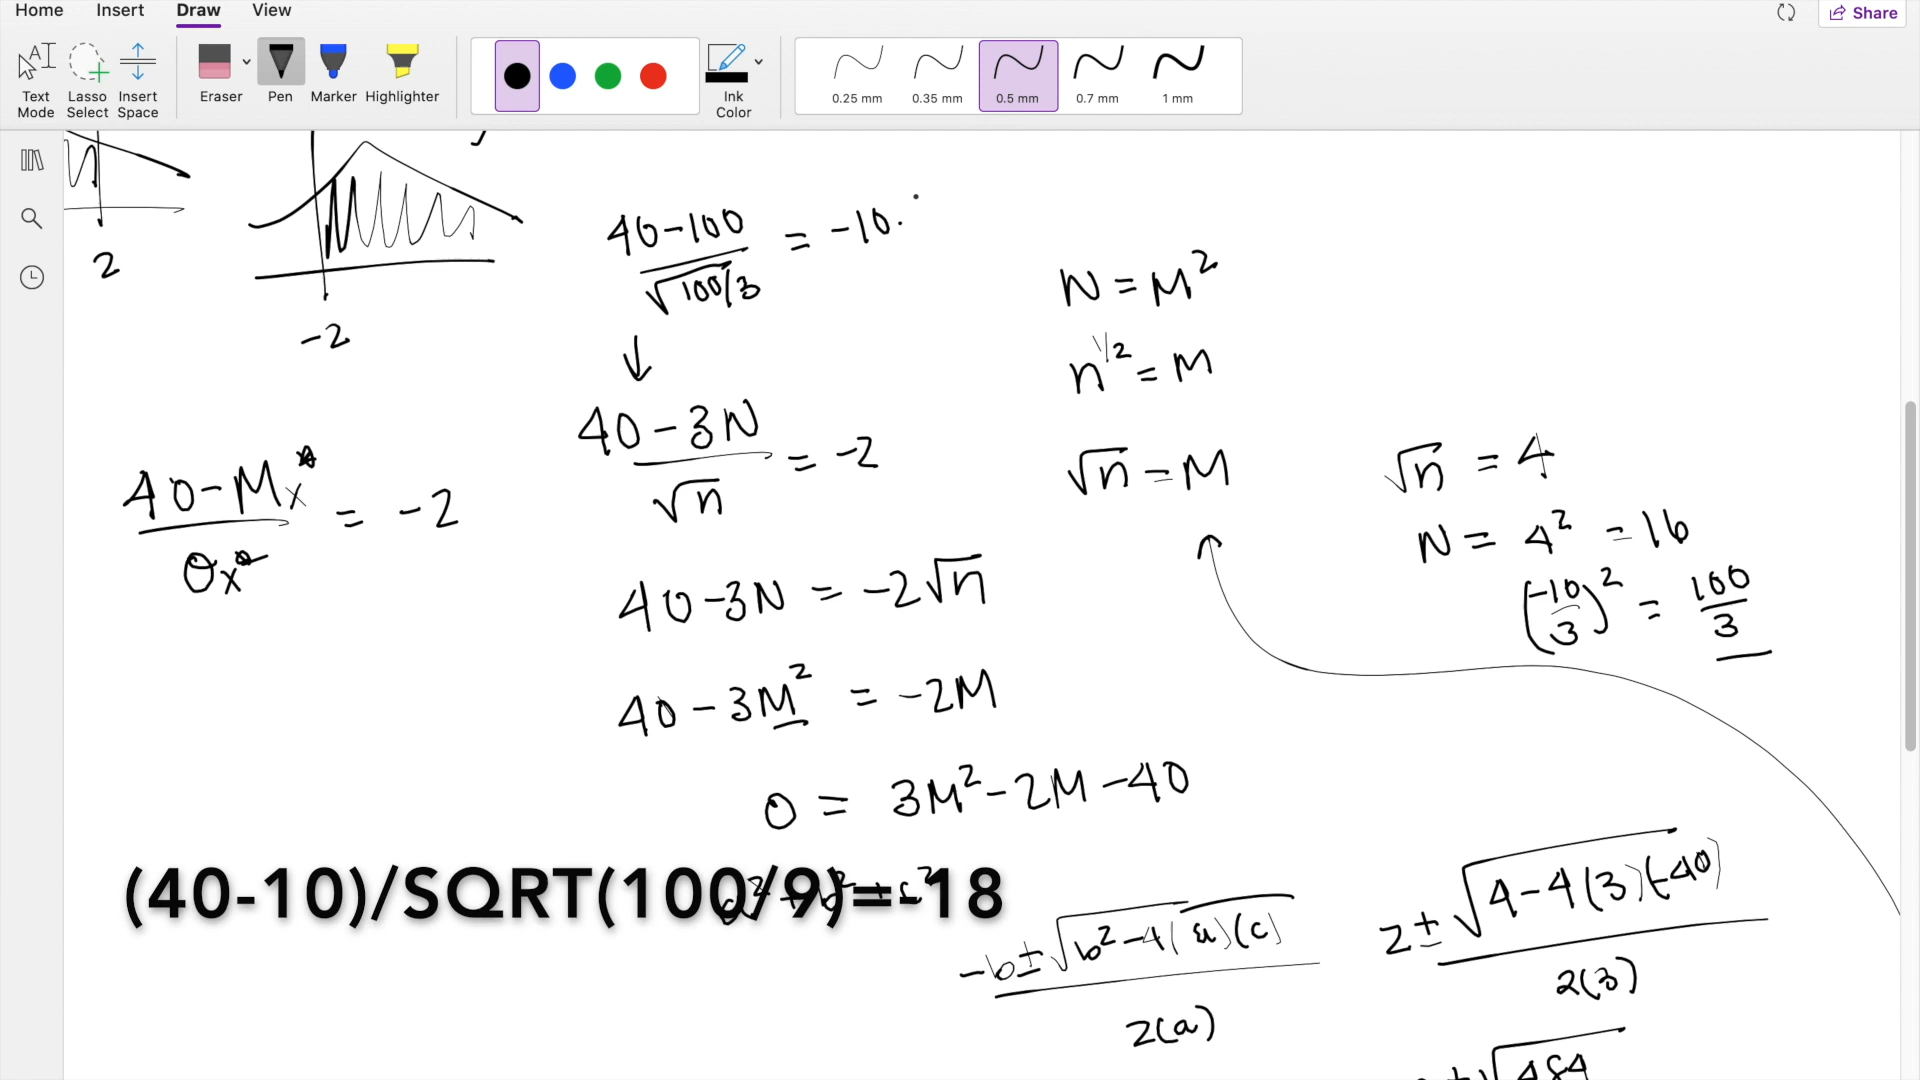 Home Insert Draw View
Share
Text Mode
Lasso Select
Insert Space
Eraser
Pen
Marker
Highlighter
Ink Color
0.25 mm
0.35 mm
0.5 mm
0.7 mm
1 mm
2
-2
40-100 / √100/3 = -10.
↓
40-3N / √n = -2
40-Mx / σx = -2
40-3N = -2√n
40-3M² = -2M
0 = 3M²-2M-40
N = M²
n^1/2 = M
√n = M
√n = 4
N = 4² = 16
(-10/3)² = 100/3
(40-10)/SQRT(100/9)=-18
-b±√b²-4(a)(c) / 2(a)
2±√4-4(3)(-40) / 2(3)
±√484